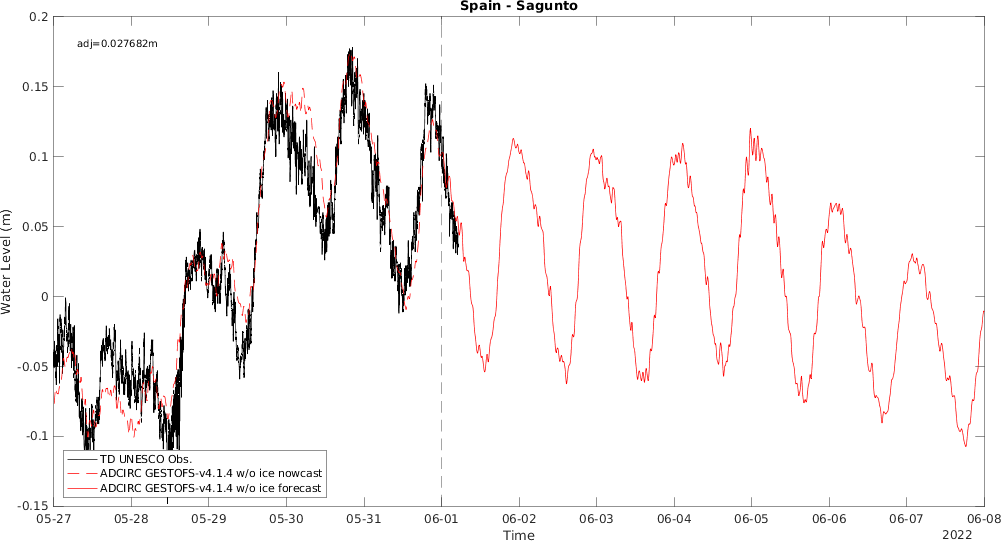 Spain - Sagunto
adj=0.027682m
Water Level (m)
0.2
0.15
0.1
0.05
0
-0.05
-0.1
-0.15
TD UNESCO Obs.
ADCIRC GESTOFS-v4.1.4 w/o ice nowcast
ADCIRC GESTOFS-v4.1.4 w/o ice forecast
05-27 05-28 05-29 05-30 05-31 06-01 06-02 06-03 06-04 06-05 06-06 06-07 06-08
Time
2022